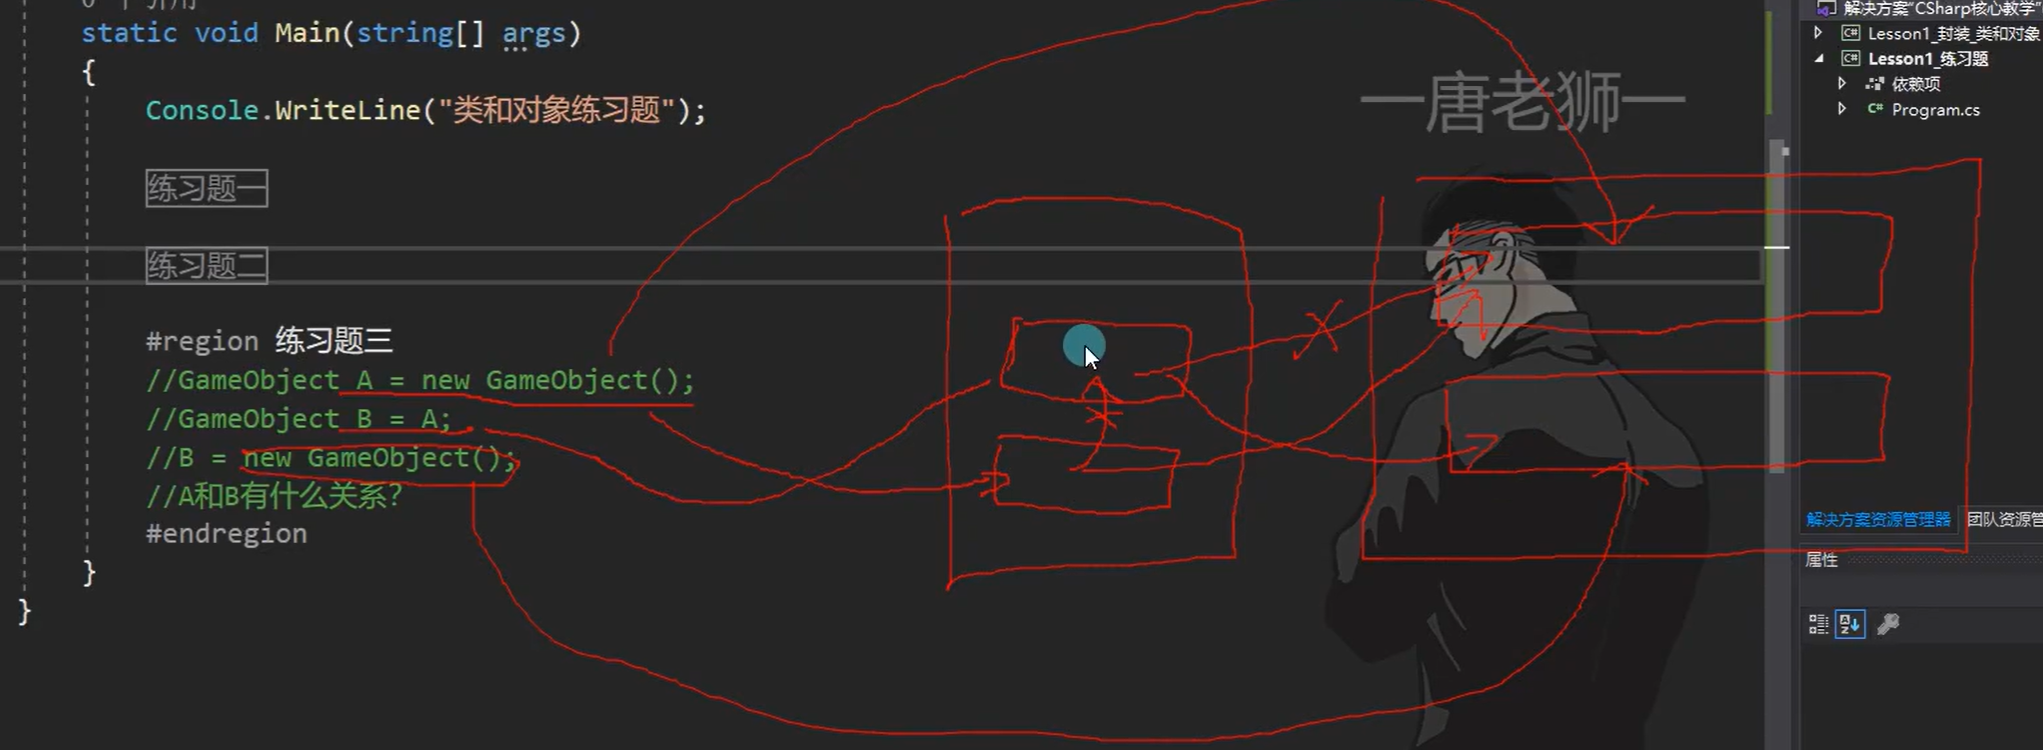 static void Main(string[] args)
{
Console.WriteLine("类和对象练习题");
练习题一
练习题二
#region 练习题三
//GameObject A = new GameObject();
//GameObject B = A;
//B = new GameObject();
//A和B有什么关系?
#endregion
}
}
一唐老狮一
解决方案"CSharp核心教学"
Lesson1_封装_类和对象
Lesson1_练习题
依赖项
C# Program.cs
解决方案资源管理器 团队资源管
属性